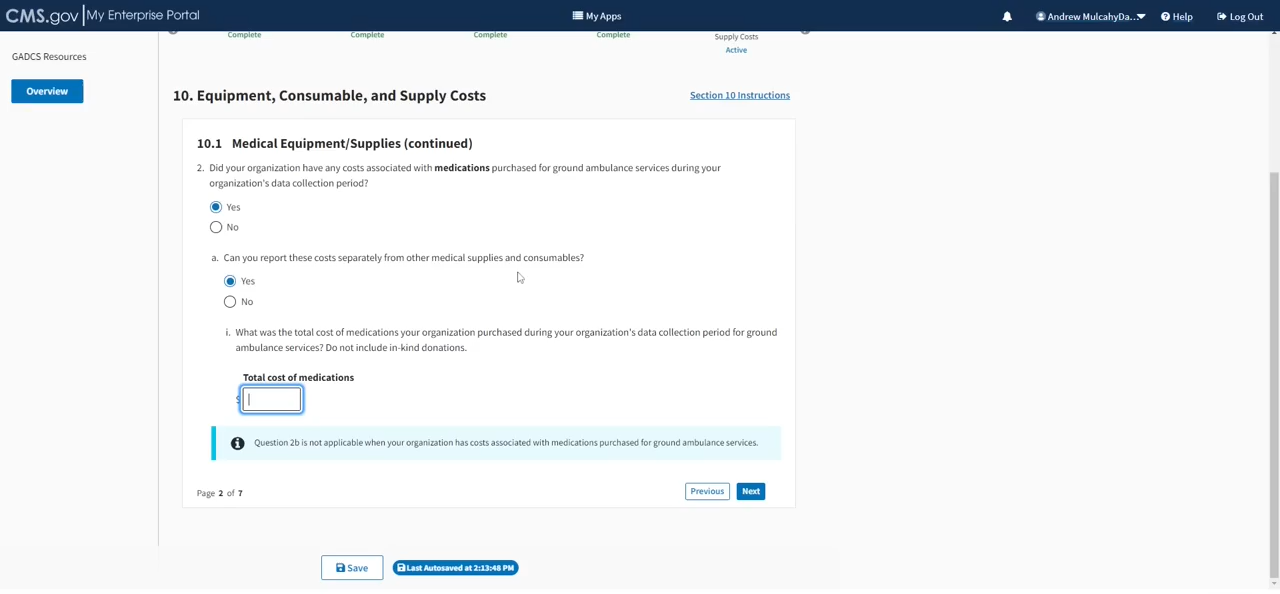 CMS.gov My Enterprise Portal
My Apps
Andrew MulcahyDa...
Help
Log Out
GADCS Resources
Overview
Complete
Complete
Complete
Complete
Supply Costs
Active
10. Equipment, Consumable, and Supply Costs
Section 10 Instructions
10.1 Medical Equipment/Supplies (continued)
2. Did your organization have any costs associated with medications purchased for ground ambulance services during your
organization's data collection period?
Yes
No
a. Can you report these costs separately from other medical supplies and consumables?
Yes
No
i. What was the total cost of medications your organization purchased during your organization's data collection period for ground
ambulance services? Do not include in-kind donations.
Total cost of medications
$
Question 2b is not applicable when your organization has costs associated with medications purchased for ground ambulance services.
Page 2 of 7
Previous
Next
Save
Last Autosaved at 2:13:48 PM